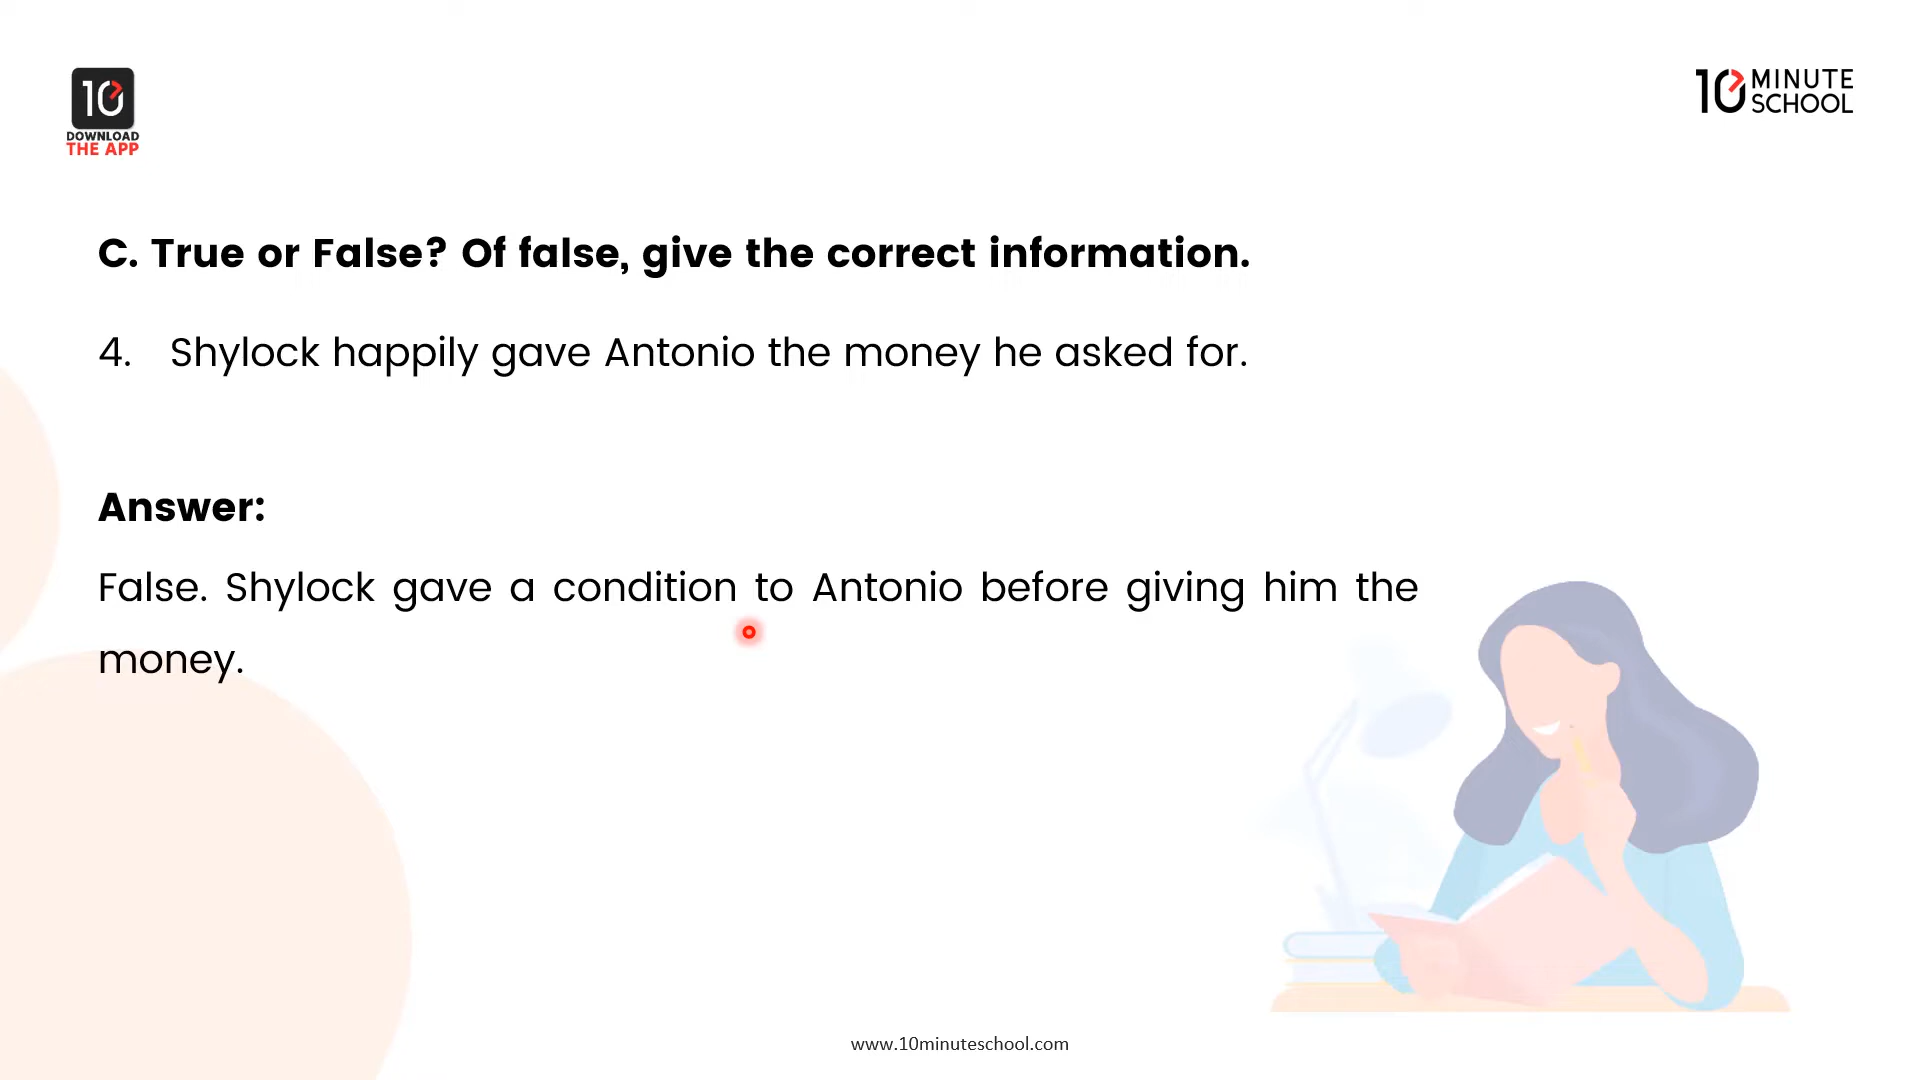 10
DOWNLOAD
THE APP
10 MINUTE
SCHOOL
C. True or False? Of false, give the correct information.
4. Shylock happily gave Antonio the money he asked for.
Answer:
False. Shylock gave a condition to Antonio before giving him the
money.
www.10minuteschool.com